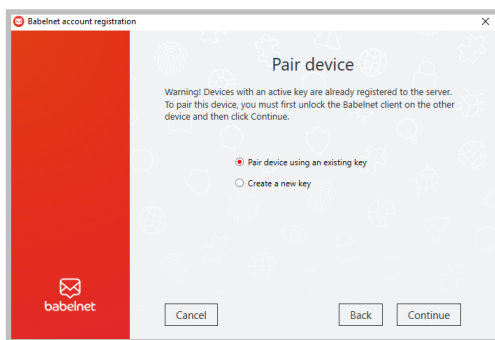 Babelnet account registration
Pair device
Warning! Devices with an active key are already registered to the server.
To pair this device, you must first unlock the Babelnet client on the other
device and then click Continue.
Pair device using an existing key
Create a new key
babelnet
Cancel
Back
Continue